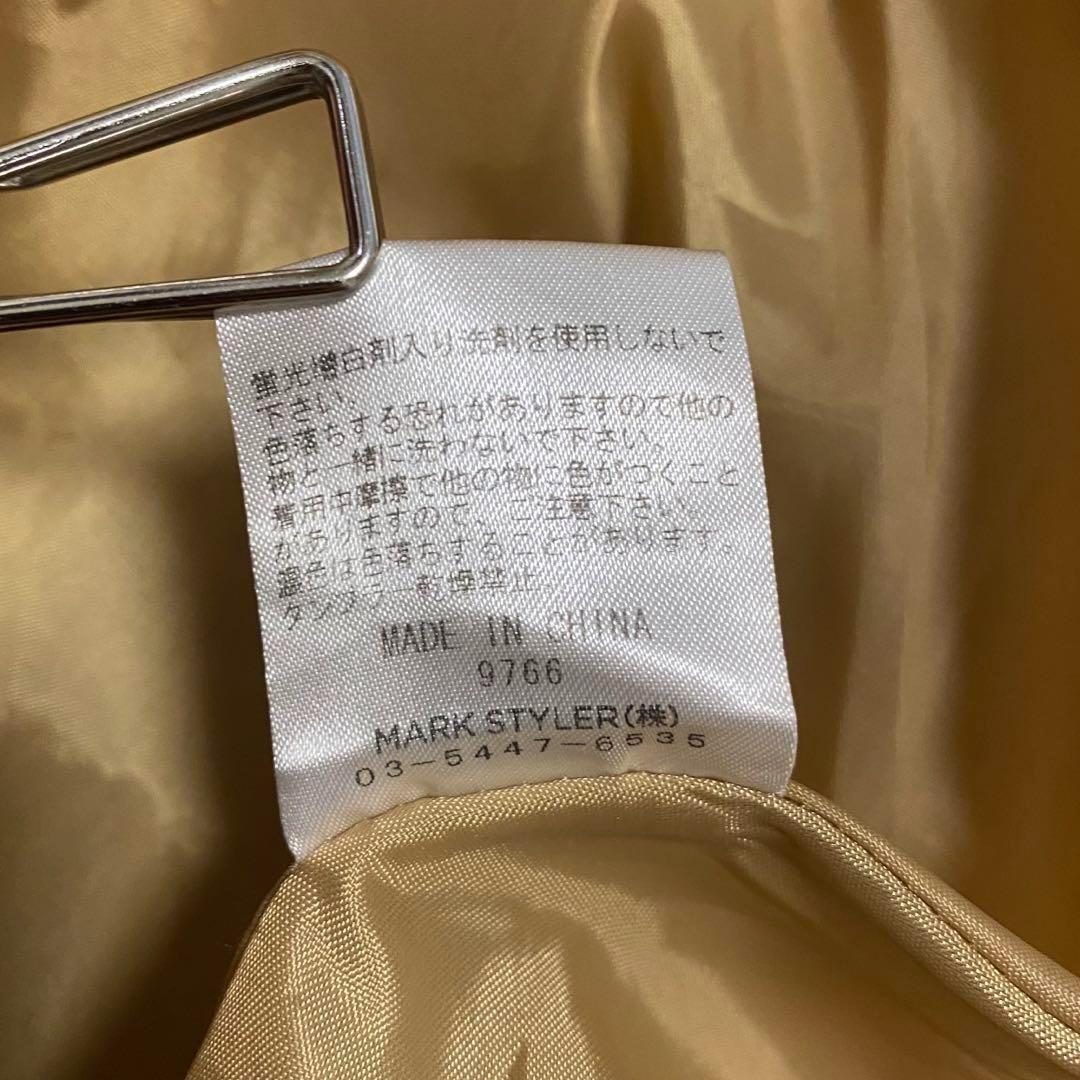 蛍光増白剤入り洗剤を使用しないで
下さい。
色落ちする恐れがありますので他の
物と一緒に洗わないで下さい。
着用中摩擦で他の物に色がつくこと
がありますので、ご注意下さい。
濃色は色落ちすることがあります。
タンブラー乾燥禁止。
MADE IN CHINA
9766
MARK STYLER(株)
03-5447-6535